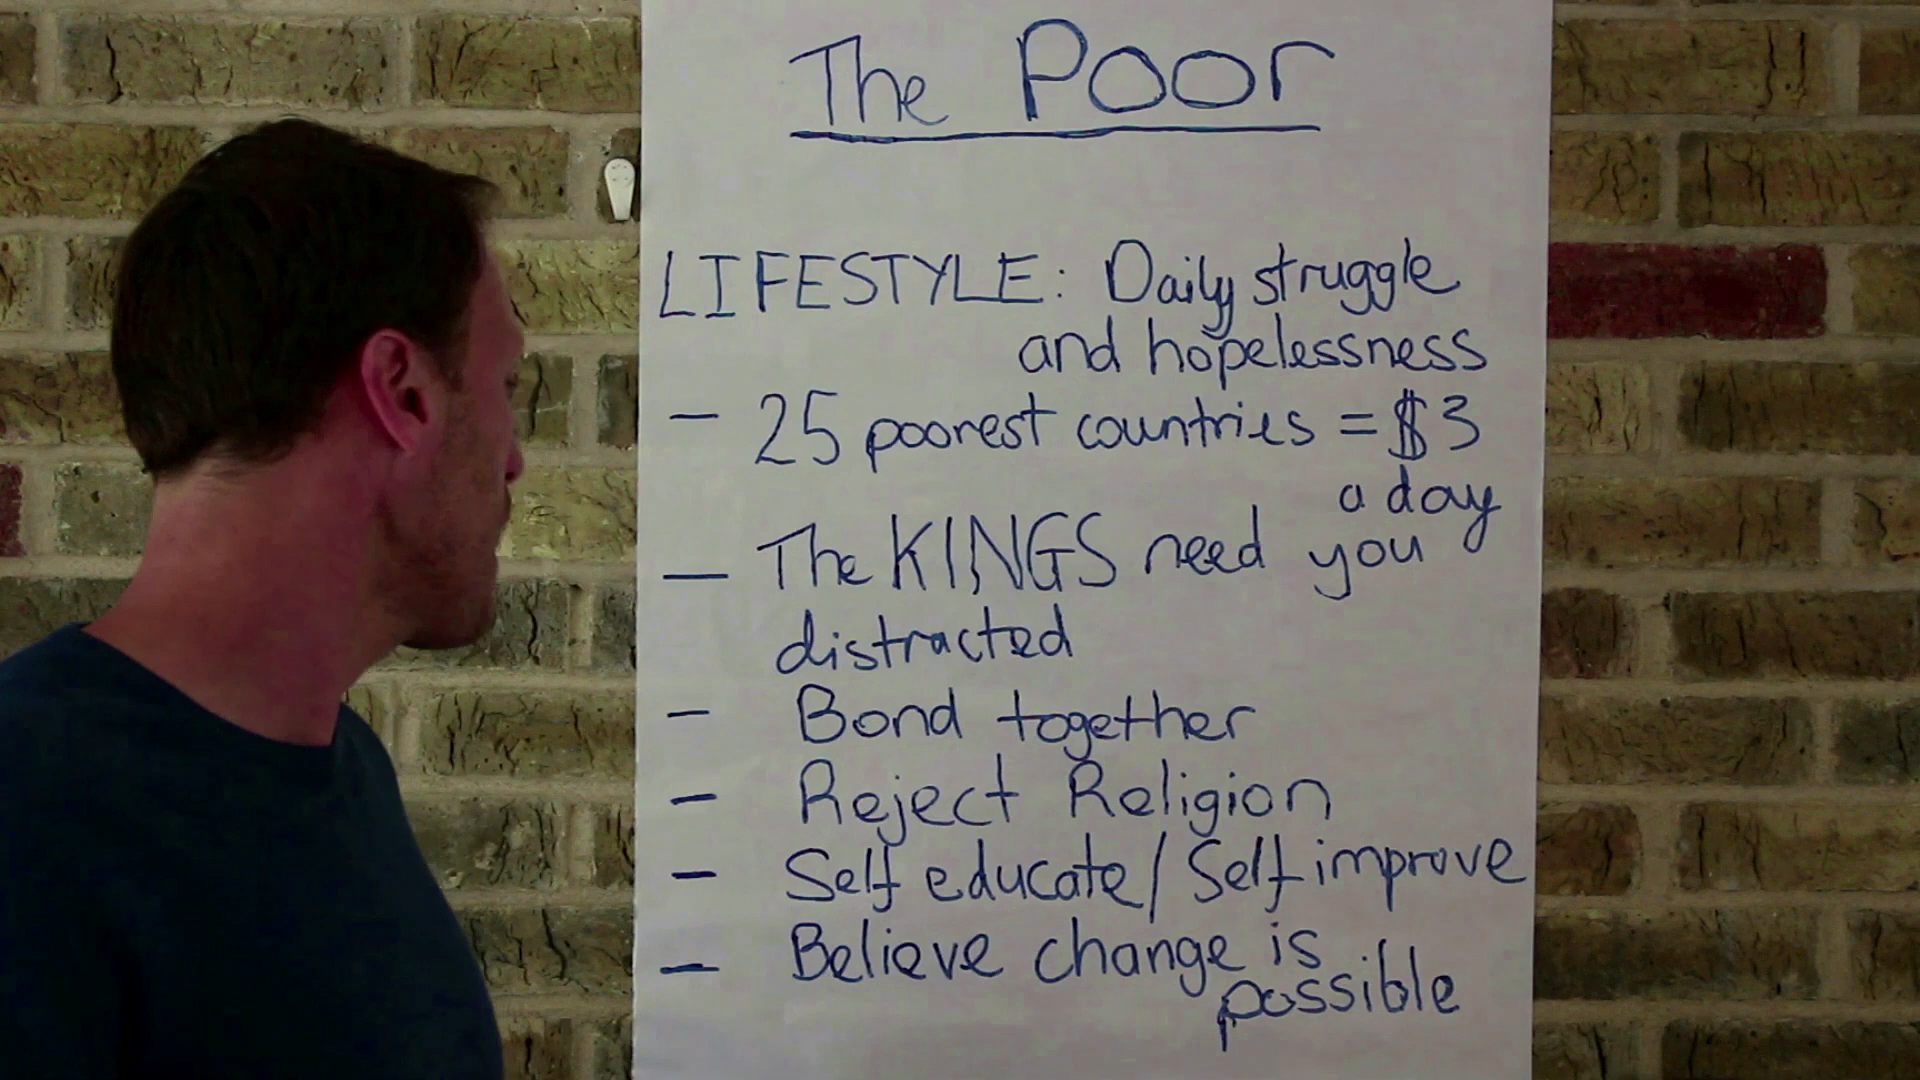 The Poor
LIFESTYLE: Daily struggle
and hopelessness
- 25 poorest countries = $3
a day
- The KINGS need you
distracted
- Bond together
- Reject Religion
- Self educate / Self improve
- Believe change is
possible